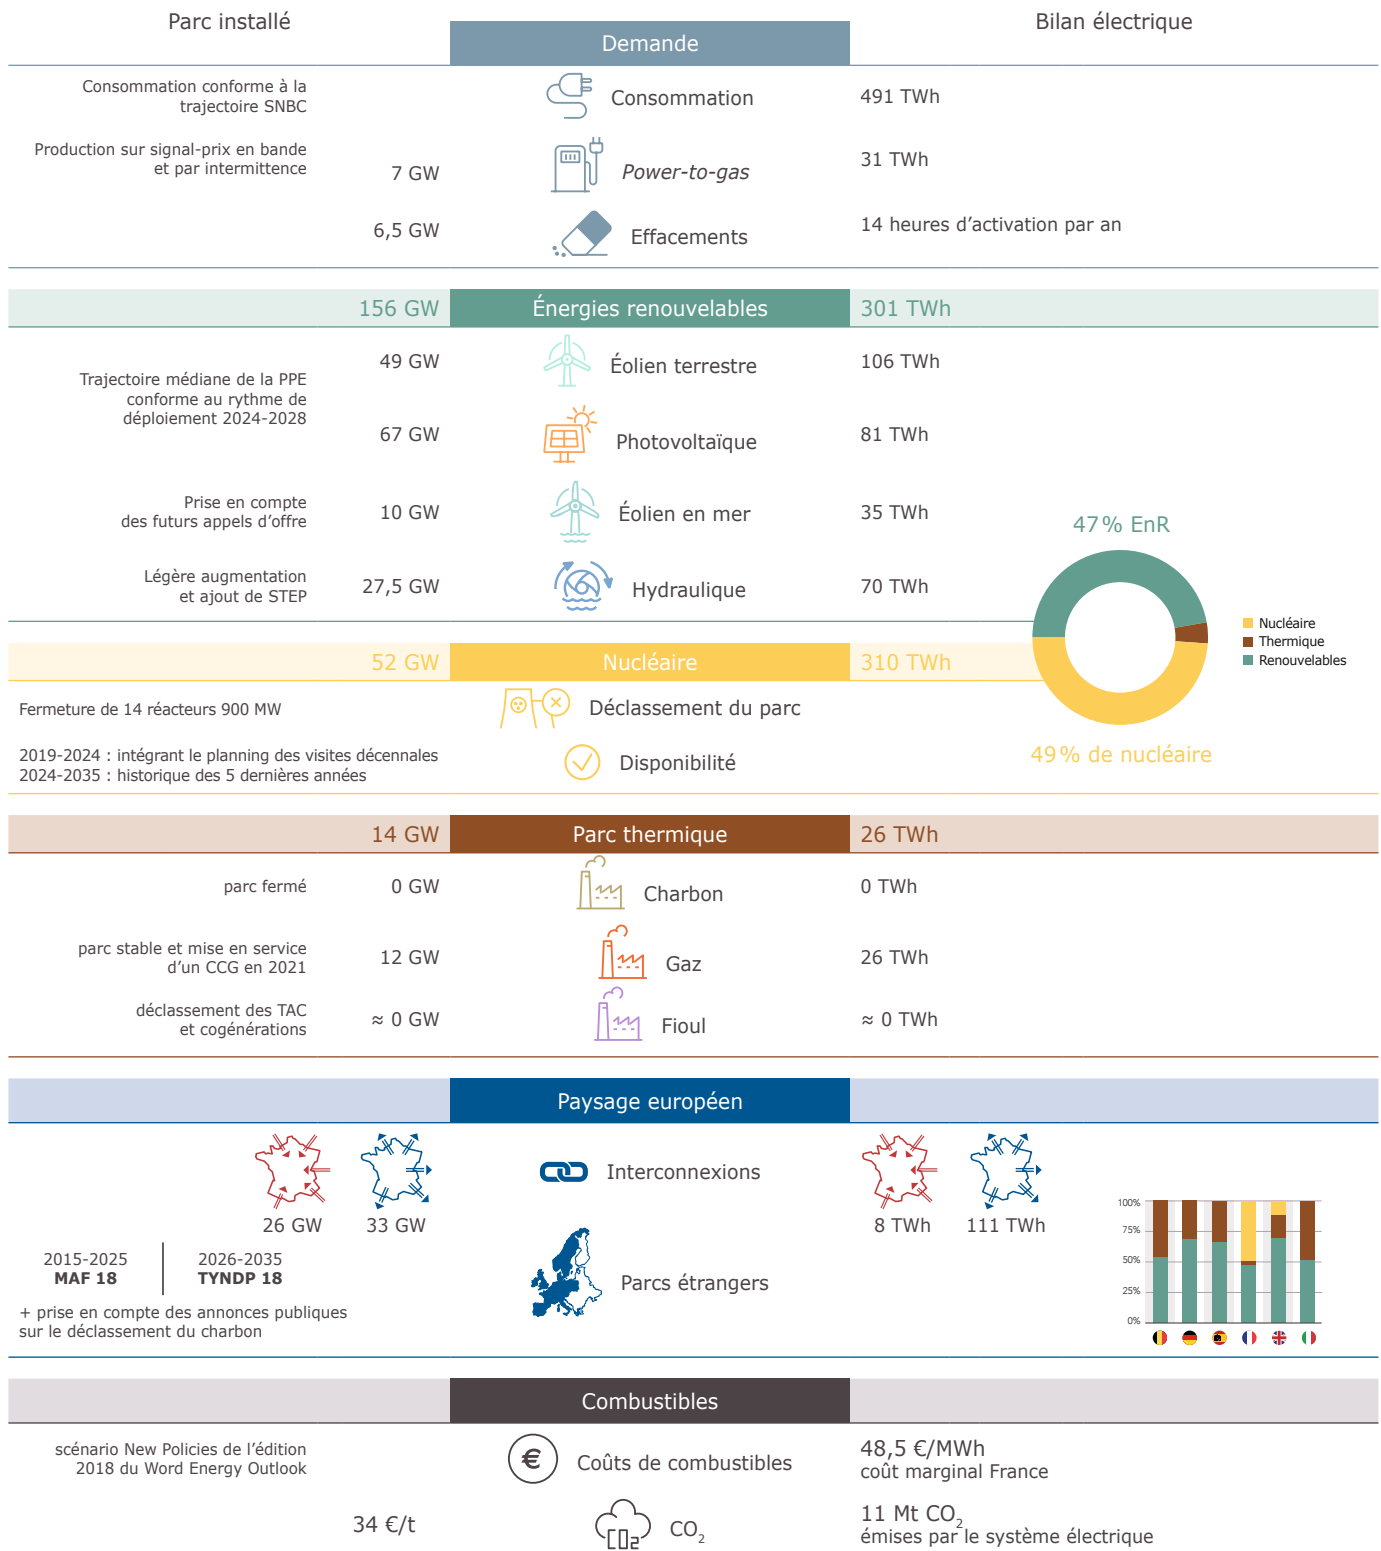 Parc installé
Bilan électrique
Demande
Consommation conforme à la
trajectoire SNBC
Consommation
491 TWh
Production sur signal-prix en bande
et par intermittence
7 GW
Power-to-gas
31 TWh
6,5 GW
Effacements
14 heures d’activation par an
156 GW
Énergies renouvelables
301 TWh
Trajectoire médiane de la PPE
conforme au rythme de
déploiement 2024-2028
49 GW
Éolien terrestre
106 TWh
67 GW
Photovoltaïque
81 TWh
Prise en compte
des futurs appels d’offre
10 GW
Éolien en mer
35 TWh
Légère augmentation
et ajout de STEP
27,5 GW
Hydraulique
70 TWh
47 % EnR
Nucléaire
Thermique
Renouvelables
49 % de nucléaire
52 GW
Nucléaire
310 TWh
Fermeture de 14 réacteurs 900 MW
Déclassement du parc
2019-2024 : intégrant le planning des visites décennales
2024-2035 : historique des 5 dernières années
Disponibilité
14 GW
Parc thermique
26 TWh
parc fermé
0 GW
Charbon
0 TWh
parc stable et mise en service
d’un CCG en 2021
12 GW
Gaz
26 TWh
déclassement des TAC
et cogénérations
≈ 0 GW
Fioul
≈ 0 TWh
Paysage européen
26 GW
33 GW
Interconnexions
8 TWh
111 TWh
2015-2025
MAF 18
2026-2035
TYNDP 18
+ prise en compte des annonces publiques
sur le déclassement du charbon
Parcs étrangers
100%
75%
50%
25%
0%
Combustibles
scénario New Policies de l’édition
2018 du Word Energy Outlook
€
Coûts de combustibles
48,5 €/MWh
coût marginal France
34 €/t
CO2
CO₂
11 Mt CO₂
émises par le système électrique